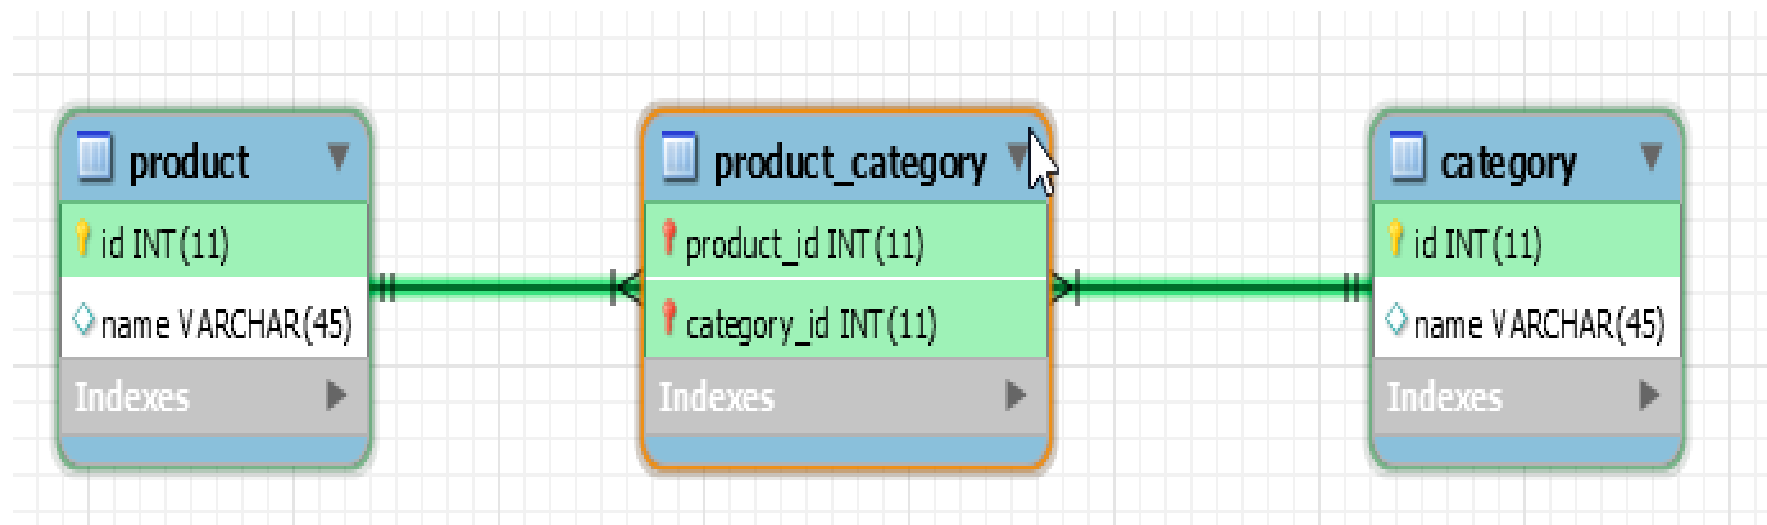 product
id INT(11)
name VARCHAR(45)
Indexes
product_category
product_id INT(11)
category_id INT(11)
Indexes
category
id INT(11)
name VARCHAR(45)
Indexes